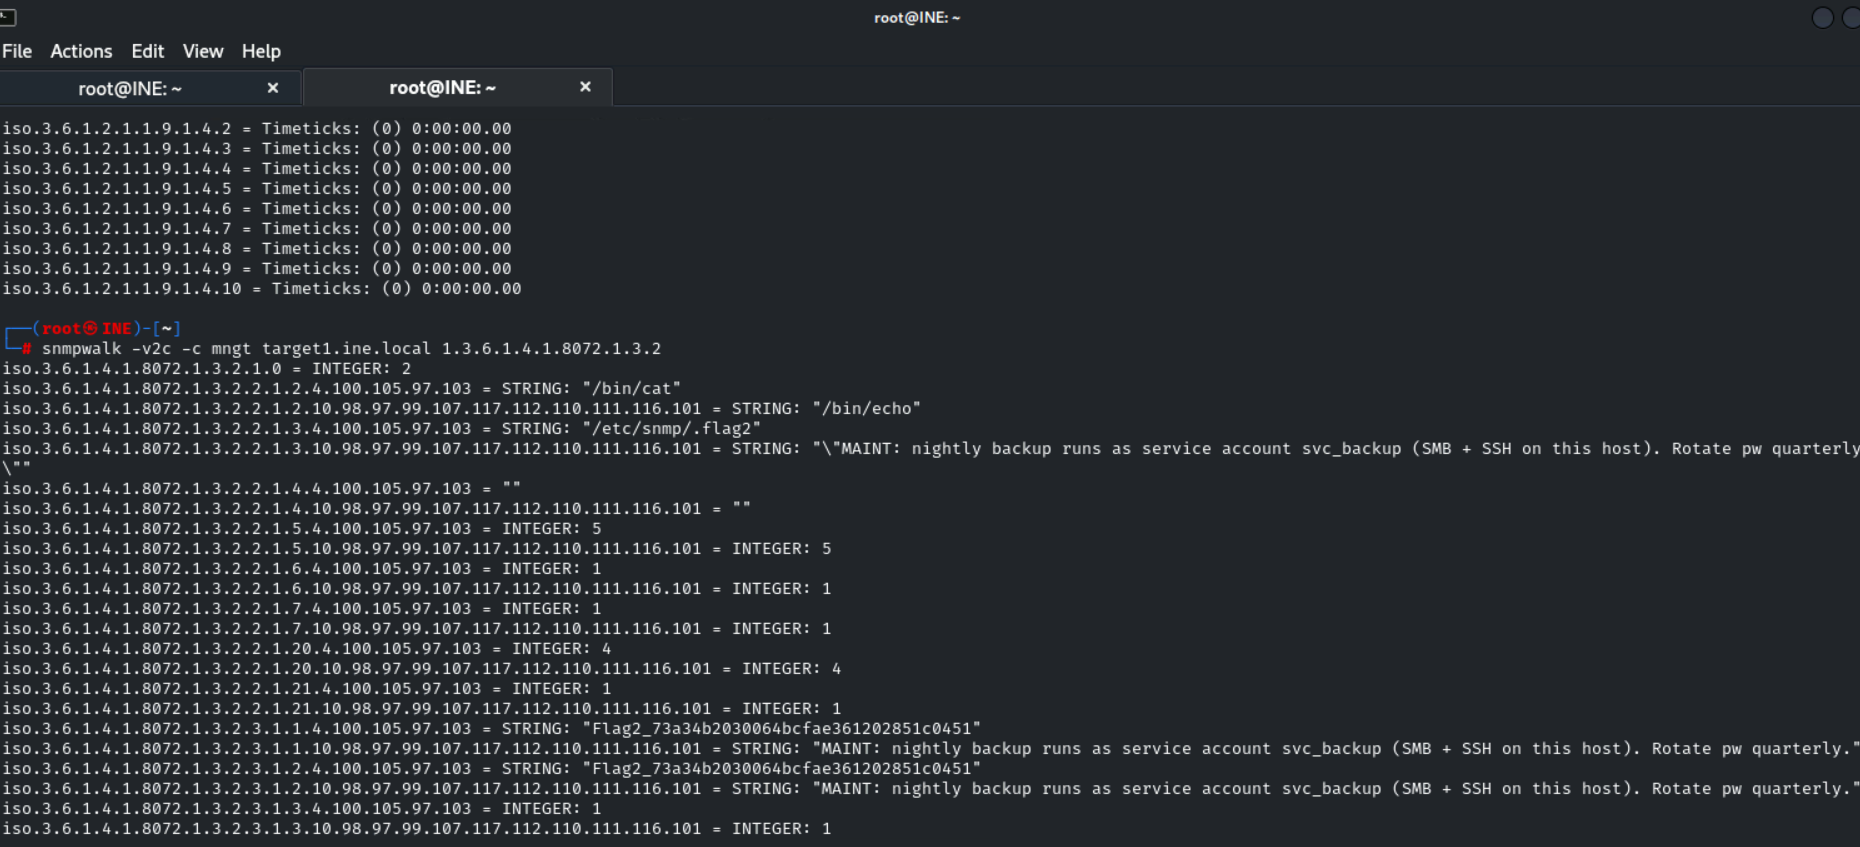 root@INE: ~
File Actions Edit View Help
root@INE: ~ × root@INE: ~ ×
iso.3.6.1.2.1.1.9.1.4.2 = Timeticks: (0) 0:00:00.00
iso.3.6.1.2.1.1.9.1.4.3 = Timeticks: (0) 0:00:00.00
iso.3.6.1.2.1.1.9.1.4.4 = Timeticks: (0) 0:00:00.00
iso.3.6.1.2.1.1.9.1.4.5 = Timeticks: (0) 0:00:00.00
iso.3.6.1.2.1.1.9.1.4.6 = Timeticks: (0) 0:00:00.00
iso.3.6.1.2.1.1.9.1.4.7 = Timeticks: (0) 0:00:00.00
iso.3.6.1.2.1.1.9.1.4.8 = Timeticks: (0) 0:00:00.00
iso.3.6.1.2.1.1.9.1.4.9 = Timeticks: (0) 0:00:00.00
iso.3.6.1.2.1.1.9.1.4.10 = Timeticks: (0) 0:00:00.00
┌──(root㉿INE)-[~]
└─# snmpwalk -v2c -c mngt target1.ine.local 1.3.6.1.4.1.8072.1.3.2
iso.3.6.1.4.1.8072.1.3.2.1.0 = INTEGER: 2
iso.3.6.1.4.1.8072.1.3.2.2.1.2.4.100.105.97.103 = STRING: "/bin/cat"
iso.3.6.1.4.1.8072.1.3.2.2.1.2.10.98.97.99.107.117.112.110.111.116.101 = STRING: "/bin/echo"
iso.3.6.1.4.1.8072.1.3.2.2.1.3.4.100.105.97.103 = STRING: "/etc/snmp/.flag2"
iso.3.6.1.4.1.8072.1.3.2.2.1.3.10.98.97.99.107.117.112.110.111.116.101 = STRING: "\"MAINT: nightly backup runs as service account svc_backup (SMB + SSH on this host). Rotate pw quarterly
\""
iso.3.6.1.4.1.8072.1.3.2.2.1.4.4.100.105.97.103 = ""
iso.3.6.1.4.1.8072.1.3.2.2.1.4.10.98.97.99.107.117.112.110.111.116.101 = ""
iso.3.6.1.4.1.8072.1.3.2.2.1.5.4.100.105.97.103 = INTEGER: 5
iso.3.6.1.4.1.8072.1.3.2.2.1.5.10.98.97.99.107.117.112.110.111.116.101 = INTEGER: 5
iso.3.6.1.4.1.8072.1.3.2.2.1.6.4.100.105.97.103 = INTEGER: 1
iso.3.6.1.4.1.8072.1.3.2.2.1.6.10.98.97.99.107.117.112.110.111.116.101 = INTEGER: 1
iso.3.6.1.4.1.8072.1.3.2.2.1.7.4.100.105.97.103 = INTEGER: 1
iso.3.6.1.4.1.8072.1.3.2.2.1.7.10.98.97.99.107.117.112.110.111.116.101 = INTEGER: 1
iso.3.6.1.4.1.8072.1.3.2.2.1.20.4.100.105.97.103 = INTEGER: 4
iso.3.6.1.4.1.8072.1.3.2.2.1.20.10.98.97.99.107.117.112.110.111.116.101 = INTEGER: 4
iso.3.6.1.4.1.8072.1.3.2.2.1.21.4.100.105.97.103 = INTEGER: 1
iso.3.6.1.4.1.8072.1.3.2.2.1.21.10.98.97.99.107.117.112.110.111.116.101 = INTEGER: 1
iso.3.6.1.4.1.8072.1.3.2.3.1.1.4.100.105.97.103 = STRING: "Flag2_73a34b2030064bcfae361202851c0451"
iso.3.6.1.4.1.8072.1.3.2.3.1.1.10.98.97.99.107.117.112.110.111.116.101 = STRING: "MAINT: nightly backup runs as service account svc_backup (SMB + SSH on this host). Rotate pw quarterly."
iso.3.6.1.4.1.8072.1.3.2.3.1.2.4.100.105.97.103 = STRING: "Flag2_73a34b2030064bcfae361202851c0451"
iso.3.6.1.4.1.8072.1.3.2.3.1.2.10.98.97.99.107.117.112.110.111.116.101 = STRING: "MAINT: nightly backup runs as service account svc_backup (SMB + SSH on this host). Rotate pw quarterly."
iso.3.6.1.4.1.8072.1.3.2.3.1.3.4.100.105.97.103 = INTEGER: 1
iso.3.6.1.4.1.8072.1.3.2.3.1.3.10.98.97.99.107.117.112.110.111.116.101 = INTEGER: 1